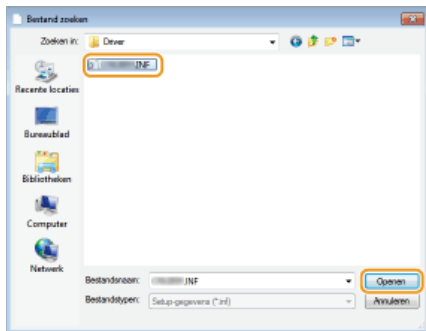 Bestand zoeken
Zoeken in:
Driver
.INF
Recente locaties
Bureaublad
Bibliotheken
Computer
Netwerk
Bestandsnaam: .INF
Openen
Bestandstypen: Setup-gegevens (*.inf)
Annuleren